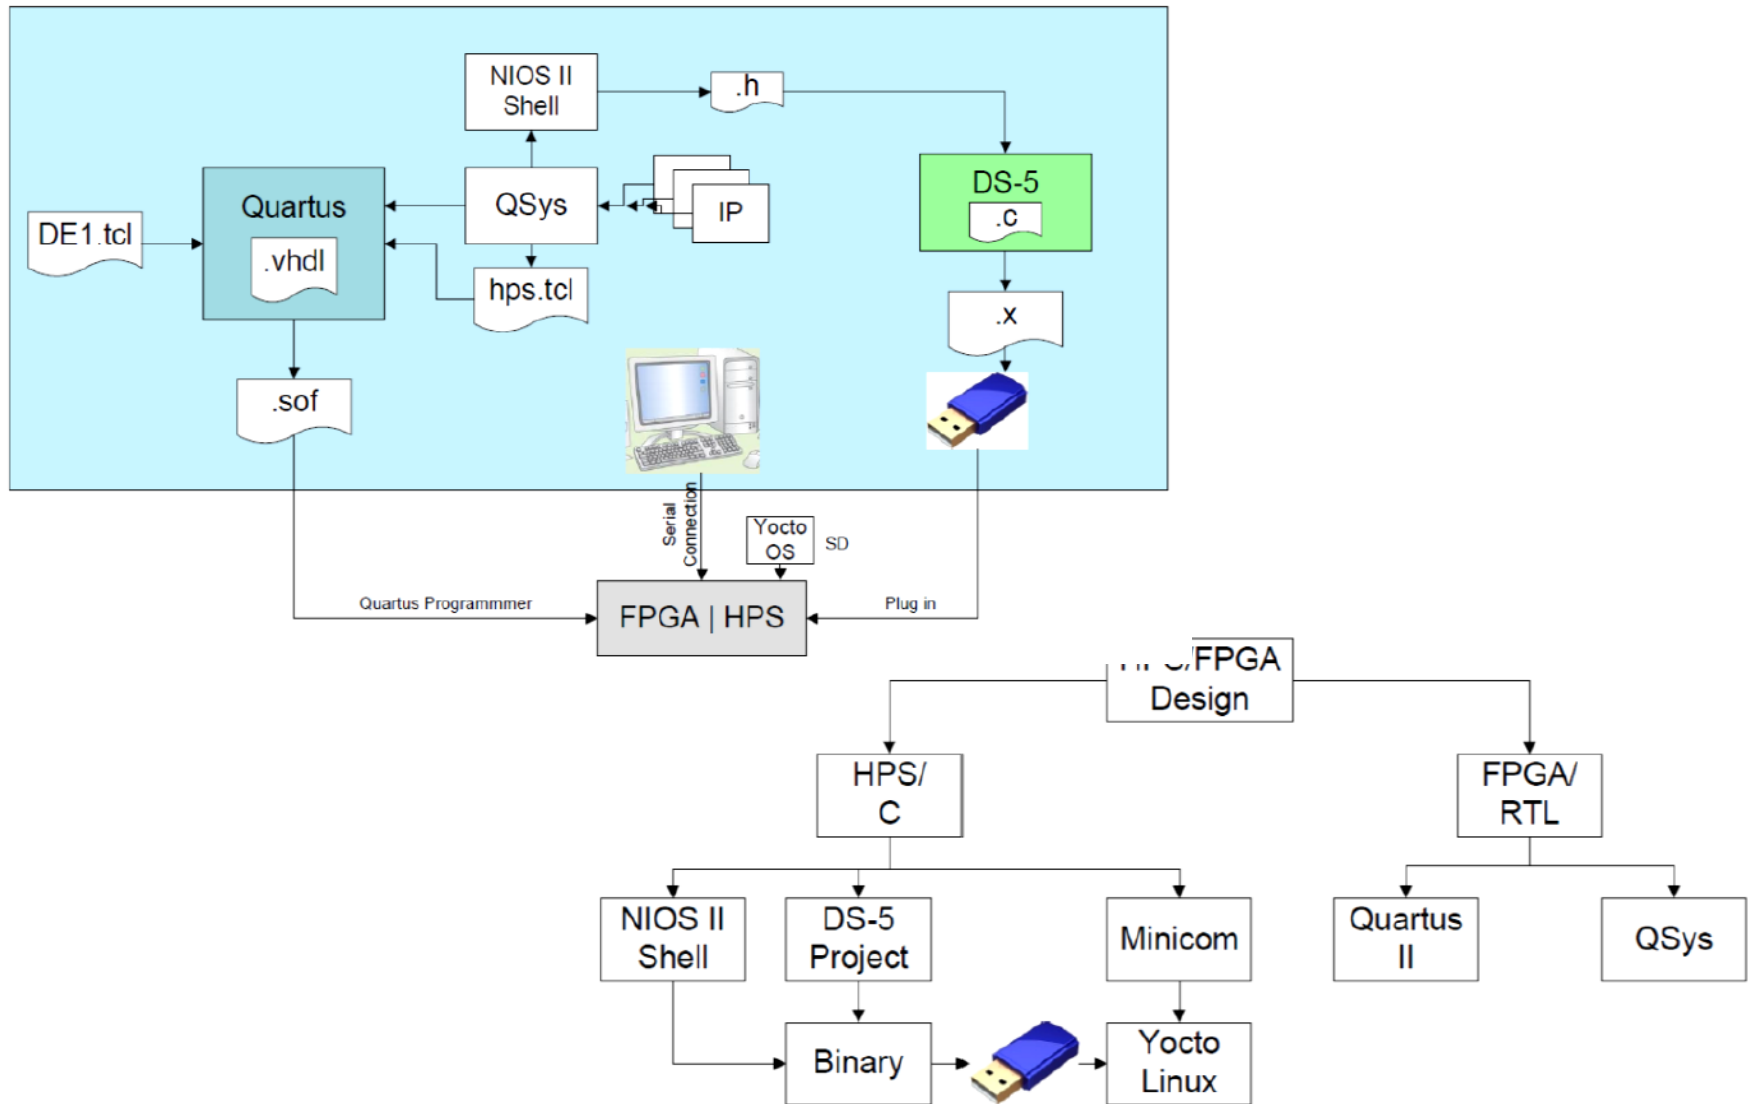 NIOS II
Shell
.h
DS-5
.c
Quartus
.vhdl
QSys
IP
DE1.tcl
hps.tcl
.x
.sof
Serial
Connection
Yocto
OS
SD
Quartus Programmmer
FPGA | HPS
Plug in
/FPGA
Design
HPS/
C
FPGA/
RTL
NIOS II
Shell
DS-5
Project
Minicom
Quartus
II
QSys
Binary
Yocto
Linux